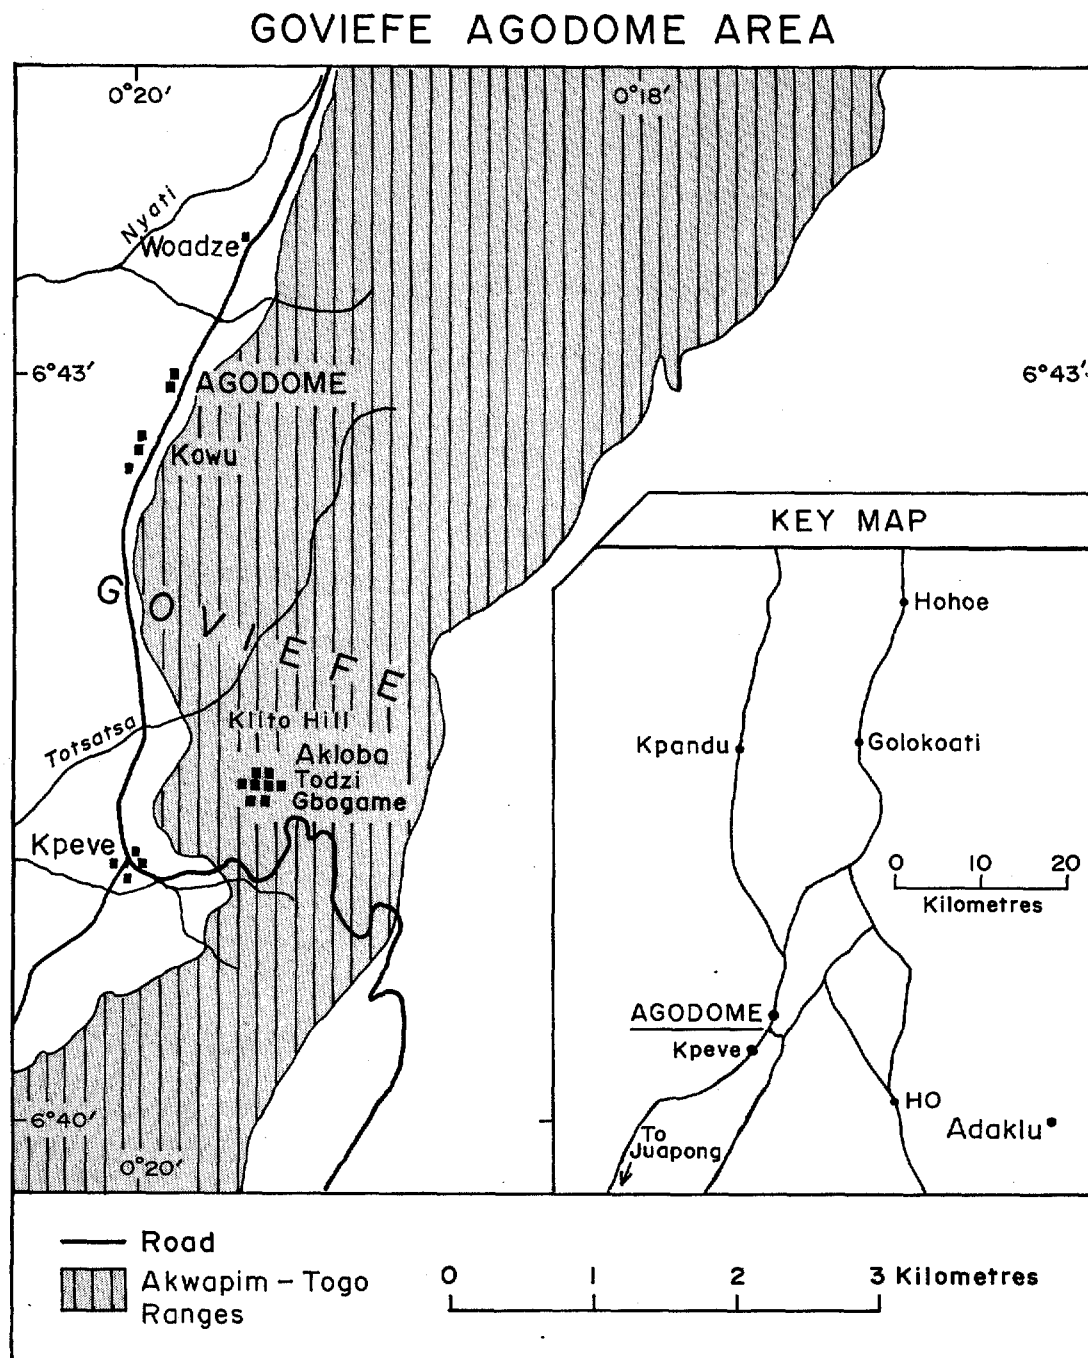 GOVIEFE AGODOME AREA
0°20′
0°18′
Nyati
Woadze
6°43′
AGODOME
6°43′
Kowu
GOVIEFE
Totsatsa
Klito Hill
Akloba
Todzi
Gbogame
Kpeve
6°40′
0°20′
KEY MAP
Hohoe
Kpandu
Golokoati
0 10 20
Kilometres
AGODOME
Kpeve
HO
Adaklu
To
Juapong
Road
Akwapim – Togo
Ranges
0 1 2 3 Kilometres